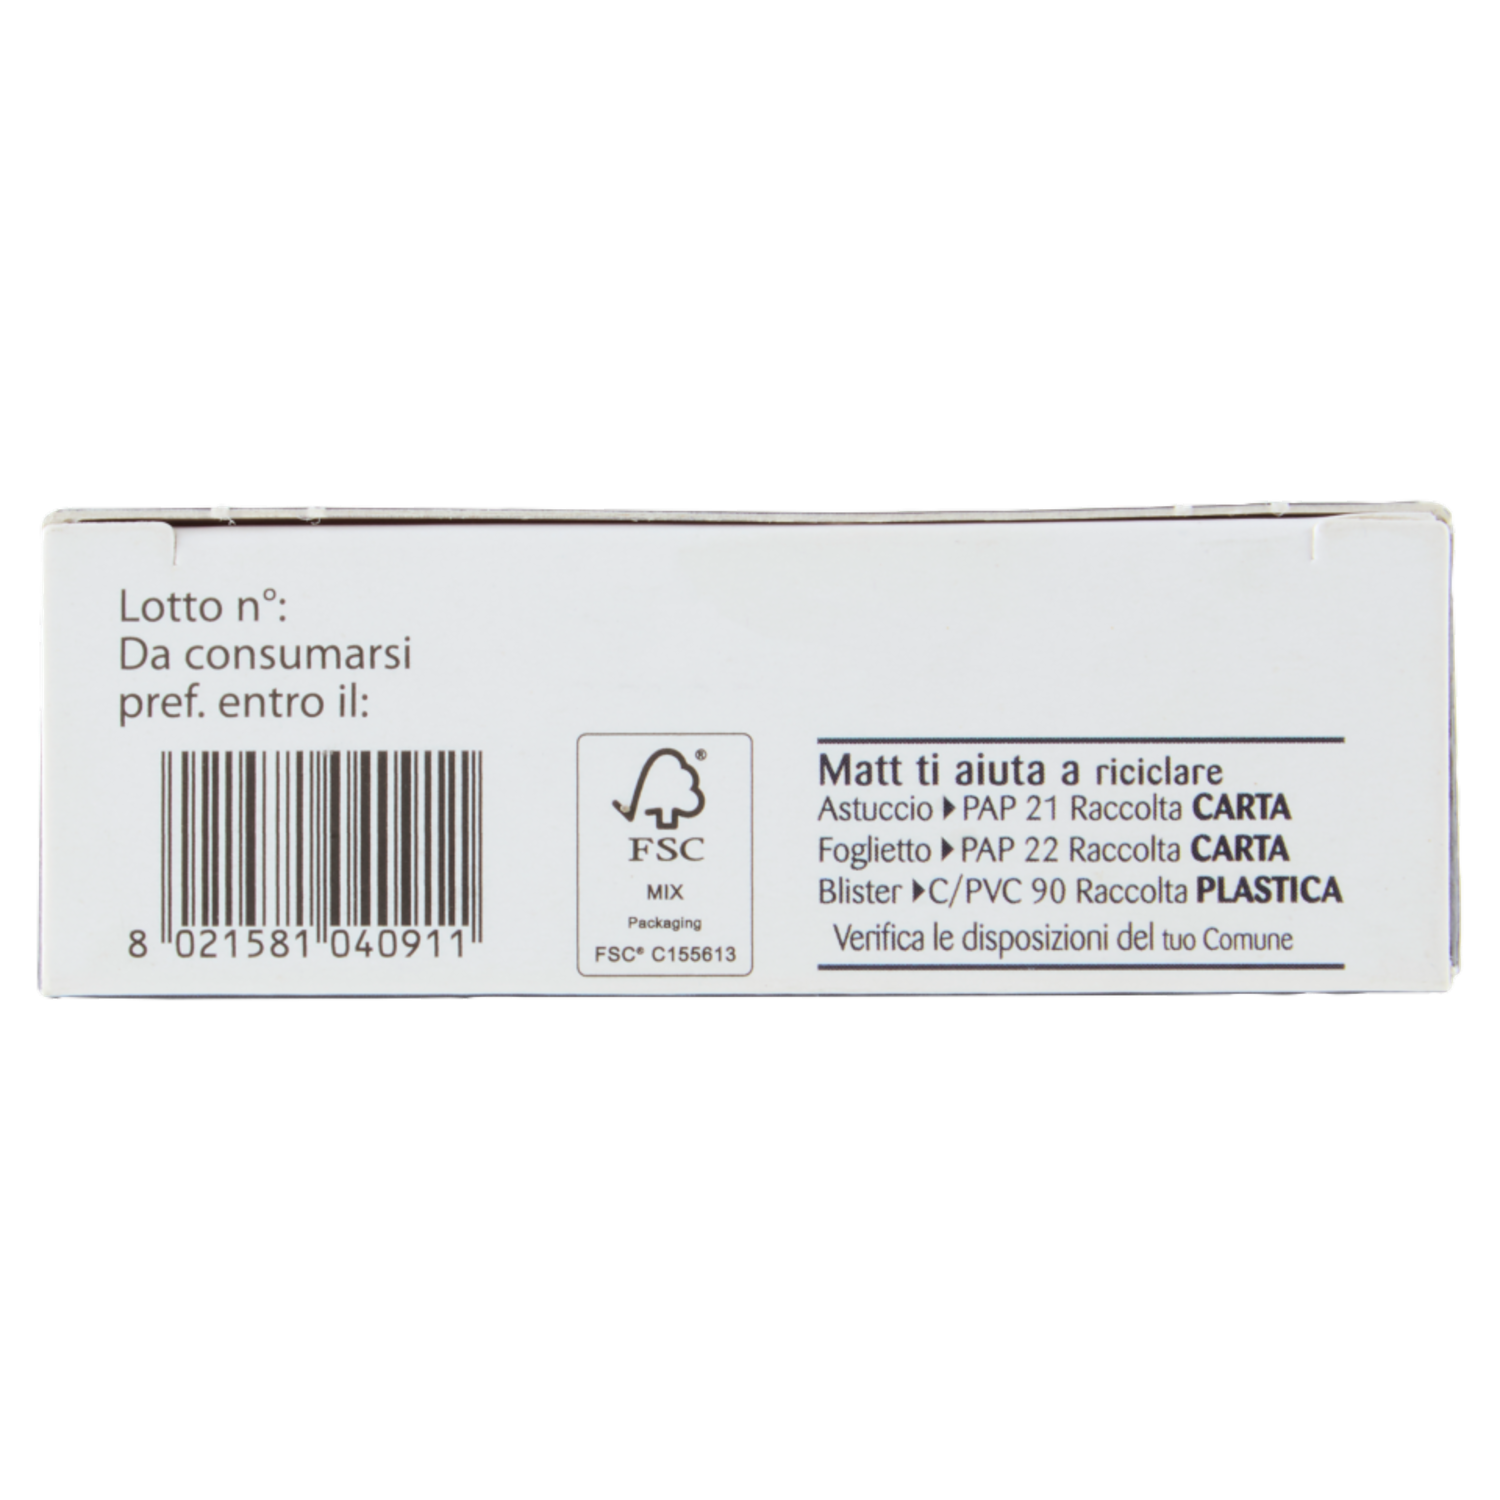 Lotto n°:
Da consumarsi
pref. entro il:
8 021581 040911
®
FSC
MIX
Packaging
FSC® C155613
Matt ti aiuta a riciclare
Astuccio PAP 21 Raccolta CARTA
Foglietto PAP 22 Raccolta CARTA
Blister C/PVC 90 Raccolta PLASTICA
Verifica le disposizioni del tuo Comune